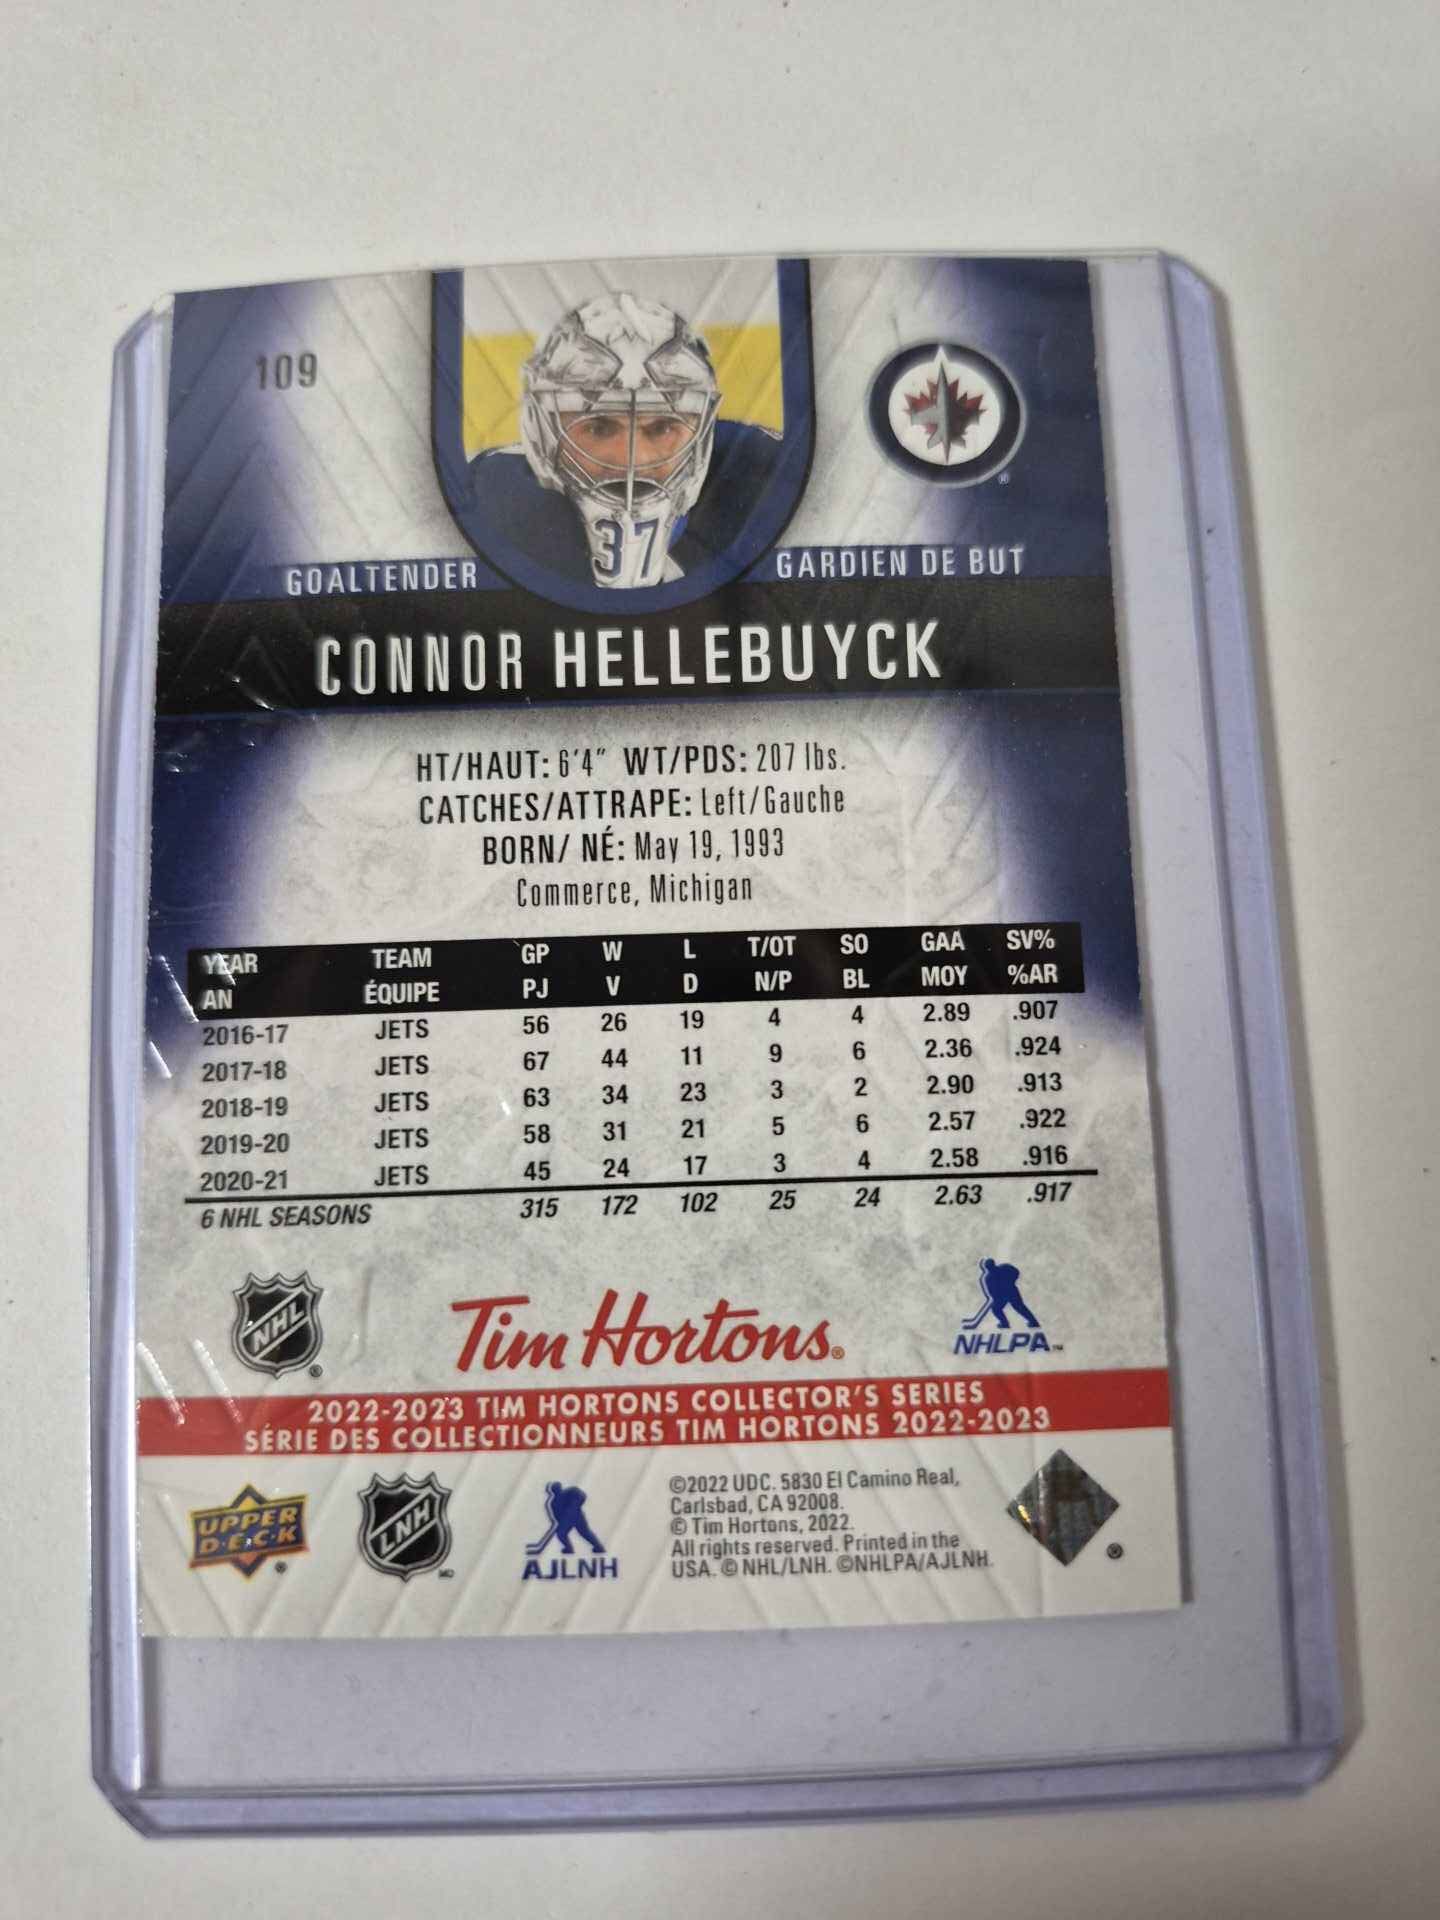 109
37
GOALTENDER GARDIEN DE BUT
CONNOR HELLEBUYCK
HT/HAUT: 6'4" WT/PDS: 207 lbs.
CATCHES/ATTRAPE: Left/Gauche
BORN/ NÉ: May 19, 1993
Commerce, Michigan
YEAR TEAM GP W L T/OT SO GAA SV%
AN ÉQUIPE PJ V D N/P BL MOY %AR
2016-17 JETS 56 26 19 4 4 2.89 .907
2017-18 JETS 67 44 11 9 6 2.36 .924
2018-19 JETS 63 34 23 3 2 2.90 .913
2019-20 JETS 58 31 21 5 6 2.57 .922
2020-21 JETS 45 24 17 3 4 2.58 .916
6 NHL SEASONS 315 172 102 25 24 2.63 .917
NHL ® Tim Hortons® NHLPA™
2022-2023 TIM HORTONS COLLECTOR'S SERIES
SÉRIE DES COLLECTIONNEURS TIM HORTONS 2022-2023
UPPER
D·E·C·K ®
LNH MD
AJLNH
©2022 UDC. 5830 El Camino Real,
Carlsbad, CA 92008.
© Tim Hortons, 2022.
All rights reserved. Printed in the
USA. © NHL/LNH. ©NHLPA/AJLNH.
®